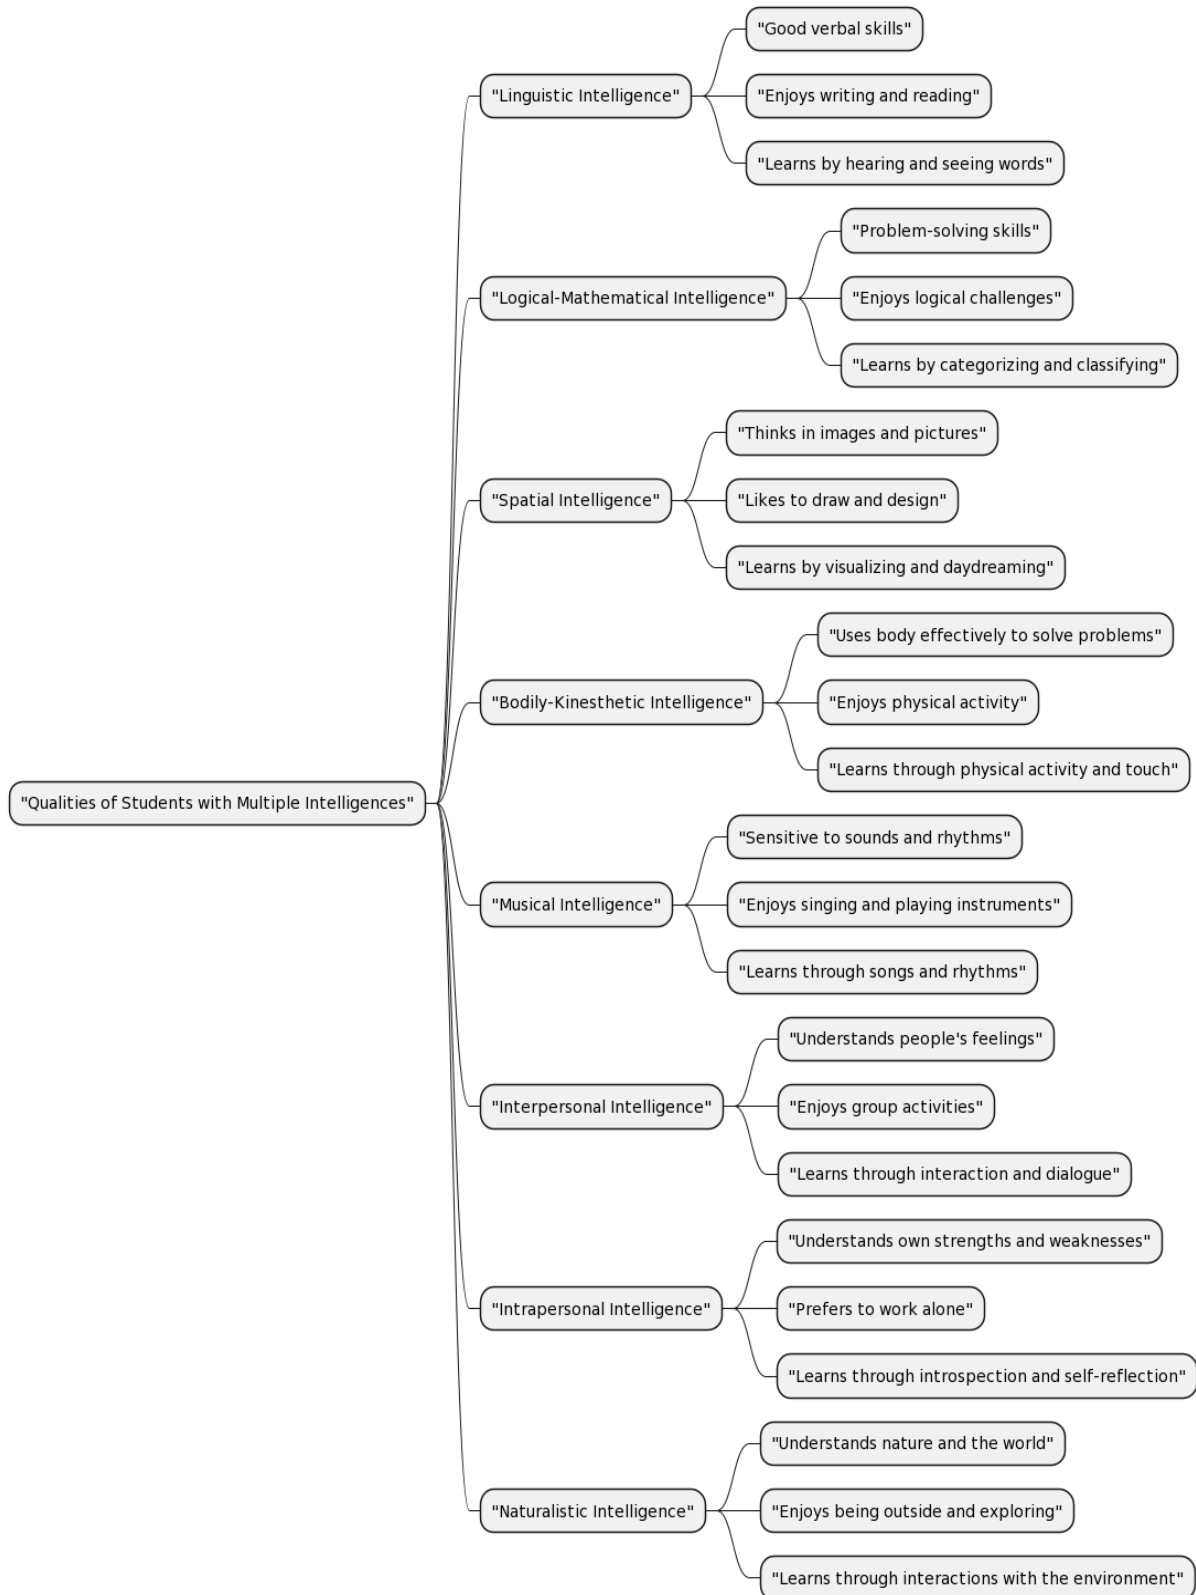 "Qualities of Students with Multiple Intelligences"
"Linguistic Intelligence"
"Good verbal skills"
"Enjoys writing and reading"
"Learns by hearing and seeing words"
"Logical-Mathematical Intelligence"
"Problem-solving skills"
"Enjoys logical challenges"
"Learns by categorizing and classifying"
"Spatial Intelligence"
"Thinks in images and pictures"
"Likes to draw and design"
"Learns by visualizing and daydreaming"
"Bodily-Kinesthetic Intelligence"
"Uses body effectively to solve problems"
"Enjoys physical activity"
"Learns through physical activity and touch"
"Musical Intelligence"
"Sensitive to sounds and rhythms"
"Enjoys singing and playing instruments"
"Learns through songs and rhythms"
"Interpersonal Intelligence"
"Understands people's feelings"
"Enjoys group activities"
"Learns through interaction and dialogue"
"Intrapersonal Intelligence"
"Understands own strengths and weaknesses"
"Prefers to work alone"
"Learns through introspection and self-reflection"
"Naturalistic Intelligence"
"Understands nature and the world"
"Enjoys being outside and exploring"
"Learns through interactions with the environment"